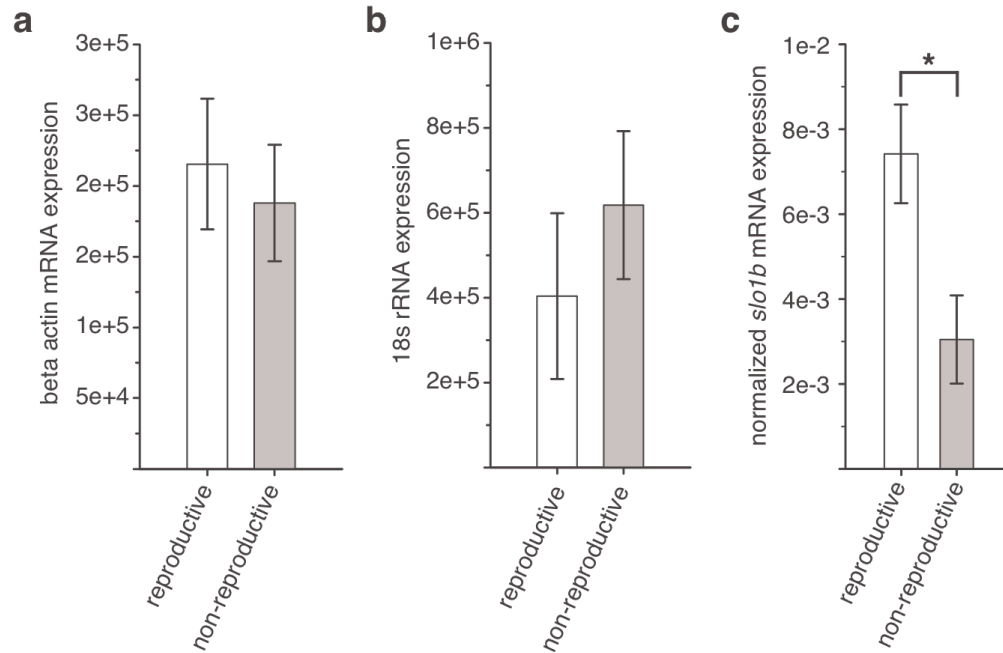 a
beta actin mRNA expression
3e+5
3e+5
2e+5
2e+5
1e+5
5e+4
reproductive
non-reproductive
b
18s rRNA expression
1e+6
8e+5
6e+5
4e+5
2e+5
reproductive
non-reproductive
c
normalized slo1b mRNA expression
1e-2
8e-3
6e-3
4e-3
2e-3
*
reproductive
non-reproductive